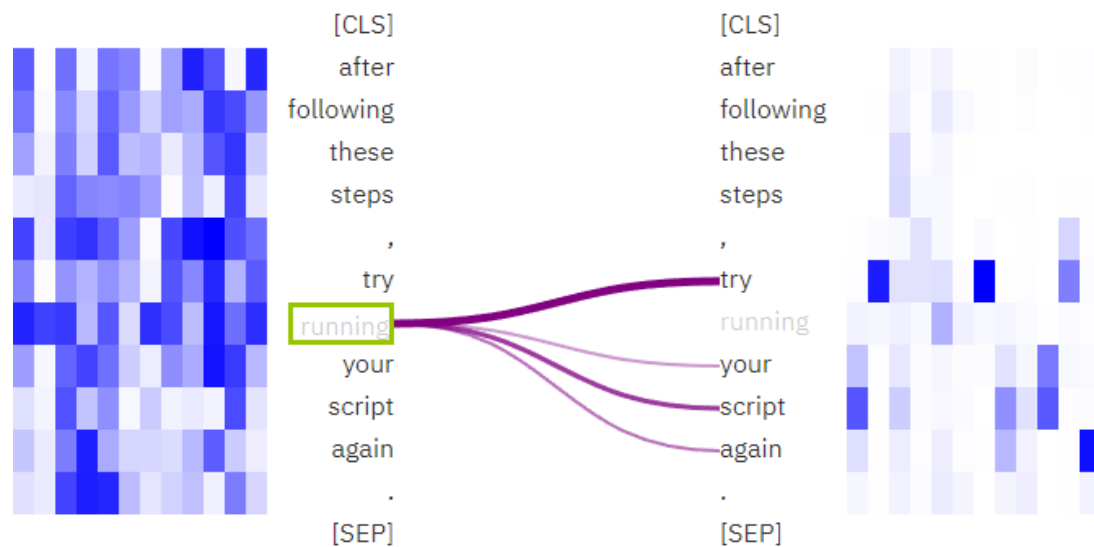 [CLS] [CLS]
after after
following following
these these
steps steps
, ,
try try
running running
your your
script script
again again
. .
[SEP] [SEP]